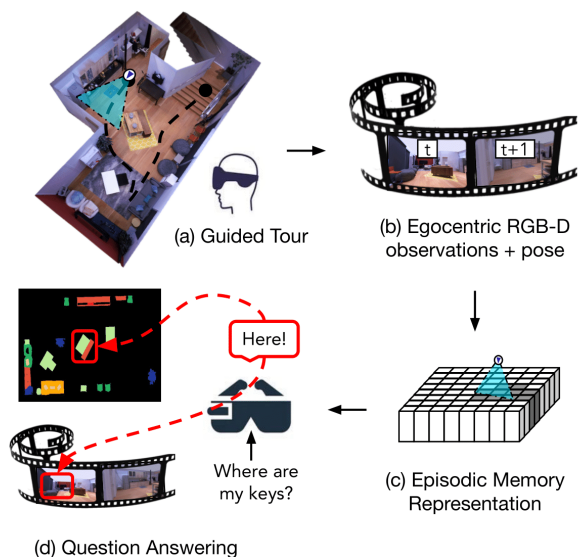 (a) Guided Tour
t
t+1
(b) Egocentric RGB-D
observations + pose
Here!
Where are
my keys?
(c) Episodic Memory
Representation
(d) Question Answering